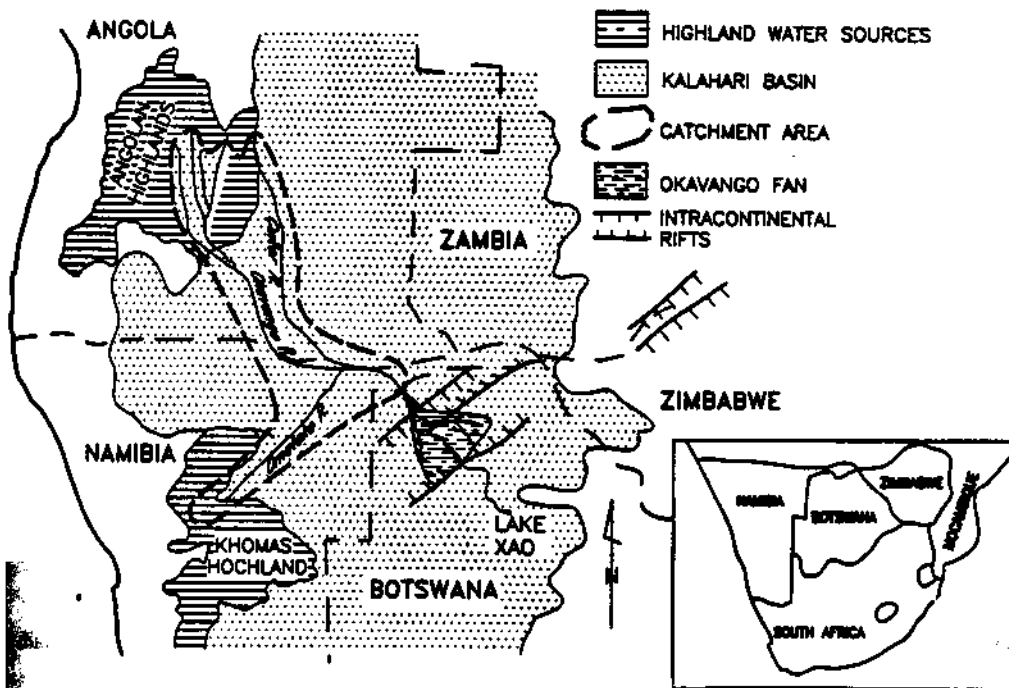 ANGOLA
ANGOLAN
HIGHLANDS
HIGHLAND WATER SOURCES
KALAHARI BASIN
CATCHMENT AREA
OKAVANGO FAN
INTRACONTINENTAL
RIFTS
ZAMBIA
ZIMBABWE
NAMIBIA
LAKE
XAO
KHOMAS
HOCHLAND
BOTSWANA
N
NAMIBIA
BOTSWANA
ZIMBABWE
MOCAMBIQUE
SOUTH AFRICA